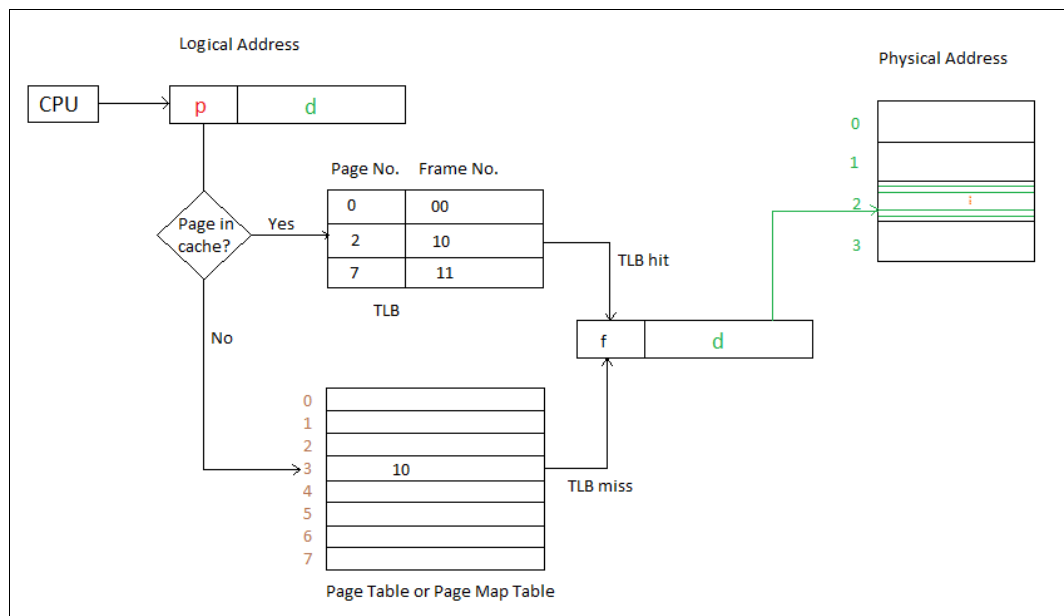 Logical Address
Physical Address
CPU
p d
0
1
2 i
3
Page in
cache?
Yes
No
Page No. Frame No.
0 00
2 10
7 11
TLB
TLB hit
f d
0
1
2
3 10
4
5
6
7
TLB miss
Page Table or Page Map Table